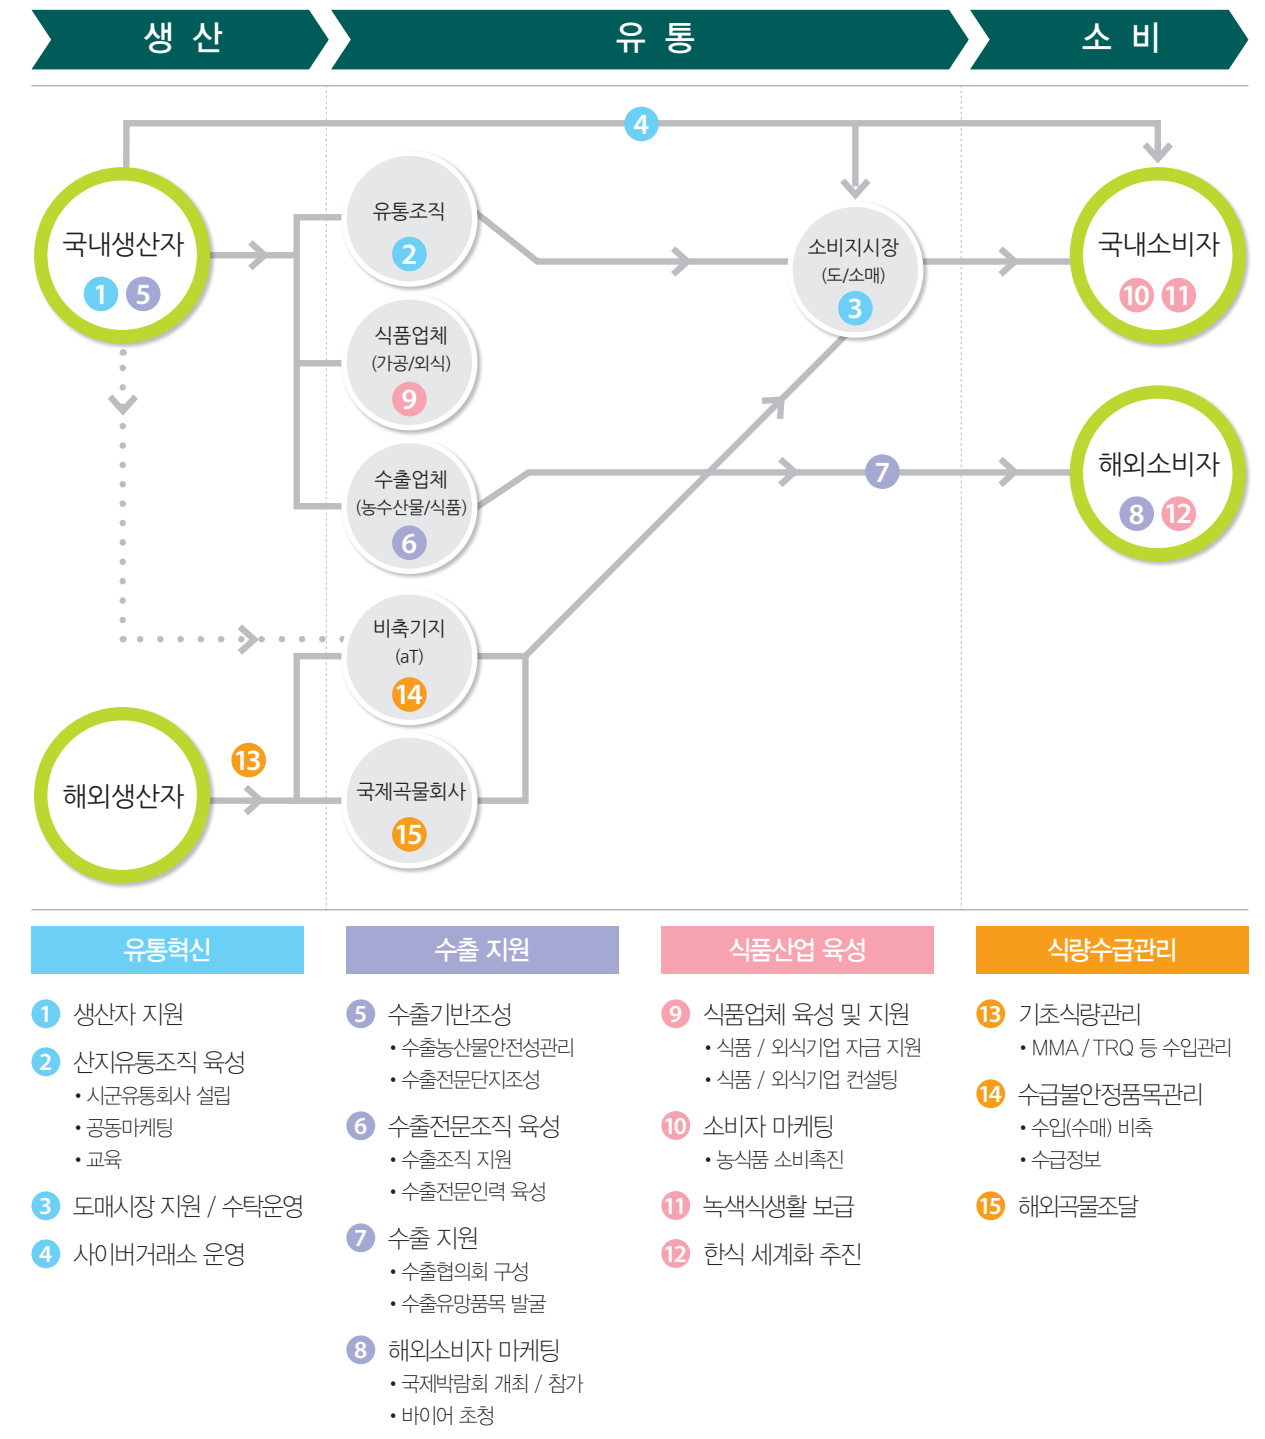 생 산
유 통
소 비
4
국내생산자
1 5
유통조직
2
소비지시장
(도/소매)
3
국내소비자
10 11
식품업체
(가공/외식)
9
수출업체
(농수산물/식품)
6
7
해외소비자
8 12
비축기지
(aT)
14
13
해외생산자
국제곡물회사
15
유통혁신
1 생산자 지원
2 산지유통조직 육성
• 시군유통회사 설립
• 공동마케팅
• 교육
3 도매시장 지원 / 수탁운영
4 사이버거래소 운영
수출 지원
5 수출기반조성
• 수출농산물안전성관리
• 수출전문단지조성
6 수출전문조직 육성
• 수출조직 지원
• 수출전문인력 육성
7 수출 지원
• 수출협의회 구성
• 수출유망품목 발굴
8 해외소비자 마케팅
• 국제박람회 개최 / 참가
• 바이어 초청
식품산업 육성
9 식품업체 육성 및 지원
• 식품 / 외식기업 자금 지원
• 식품 / 외식기업 컨설팅
10 소비자 마케팅
• 농식품 소비촉진
11 녹색식생활 보급
12 한식 세계화 추진
식량수급관리
13 기초식량관리
• MMA / TRQ 등 수입관리
14 수급불안정품목관리
• 수입(수매) 비축
• 수급정보
15 해외곡물조달